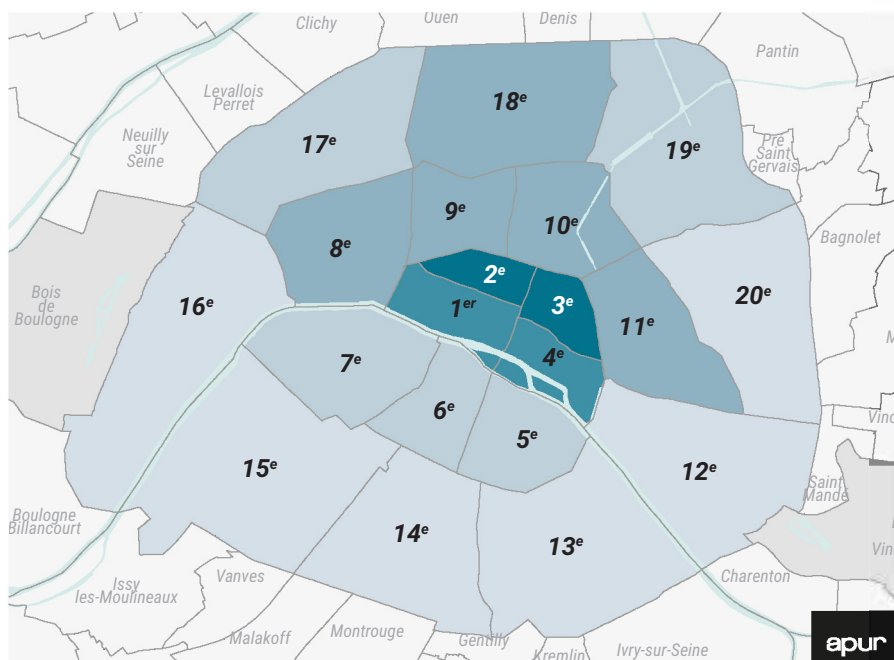 Clichy
Ouen
Denis
Pantin
Levallois
Perret
Neuilly
sur
Seine
17e
18e
19e
Pré
Saint
Gervais
Bagnolet
8e
9e
10e
Bois
de
Boulogne
16e
2e
1er
3e
4e
11e
20e
7e
6e
5e
15e
14e
13e
12e
Saint
Mandé
Boulogne
Billancourt
Issy
les-Moulineaux
Vanves
Malakoff
Montrouge
Gentilly
Kremlin
Ivry-sur-Seine
Charenton
apur